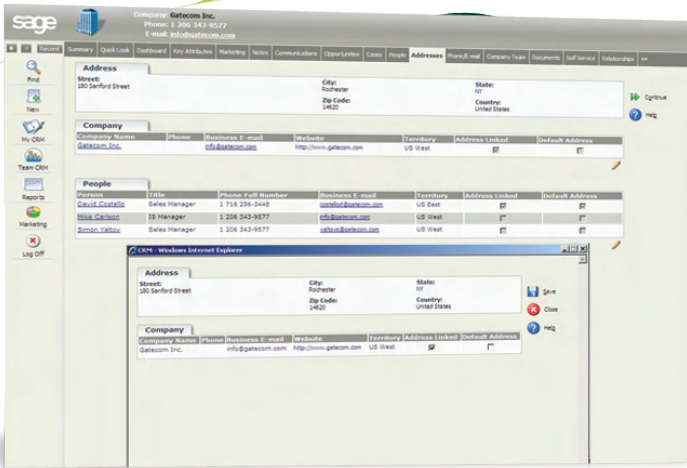 sage
Company: Gatecom Inc.
Phone: 1 206 343-9577
E-mail: info@gatecom.com
Recent Summary Quick Look Dashboard Key Attributes Marketing Notes Communications Opportunities Cases People Addresses Phone/E-mail Company Team Documents Self Service Relationships
Find
New
My CRM
Team CRM
Reports
Marketing
Log Off
Address
Street: City: State:
180 Sanford Street Rochester NY
Zip Code: Country:
14620 United States
Continue
Help
Company
Company Name Phone Business E-mail Website Territory Address Linked Default Address
Gatecom Inc. info@gatecom.com http://www.gatecom.com US West
People
Person Title Phone Full Number Business E-mail Territory Address Linked Default Address
David Costello Sales Manager 1 716 256-3448 costellod@gatecom.com US East
Mike Carlson IS Manager 1 206 343-9577 info@gatecom.com US West
Simon Yaltoy Sales Manager 1 206 343-9577 yaltoys@gatecom.com US West
CRM - Windows Internet Explorer
Address
Street: City: State:
180 Sanford Street Rochester NY
Zip Code: Country:
14620 United States
Save
Close
Help
Company
Company Name Phone Business E-mail Website Territory Address Linked Default Address
Gatecom Inc. info@gatecom.com http://www.gatecom.com US West